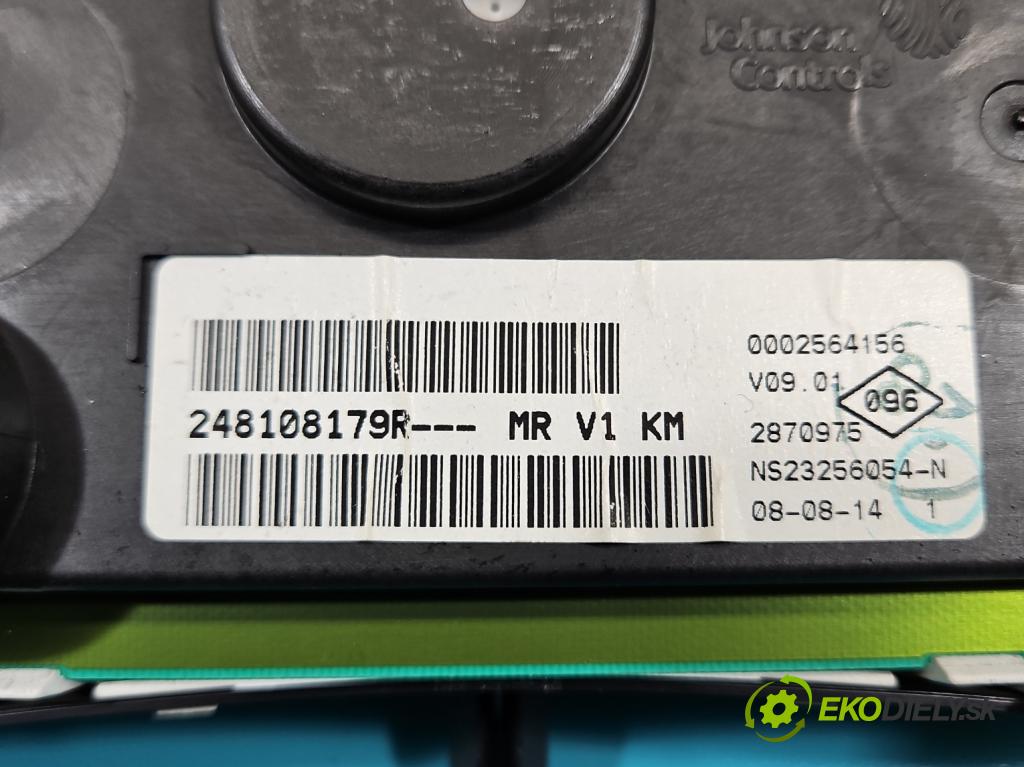 Johnson
Controls
0002564156
V09.01
096
248108179R--- MR V1 KM
2870975
NS23256054-N
08-08-14 1
EKODIELY.SK